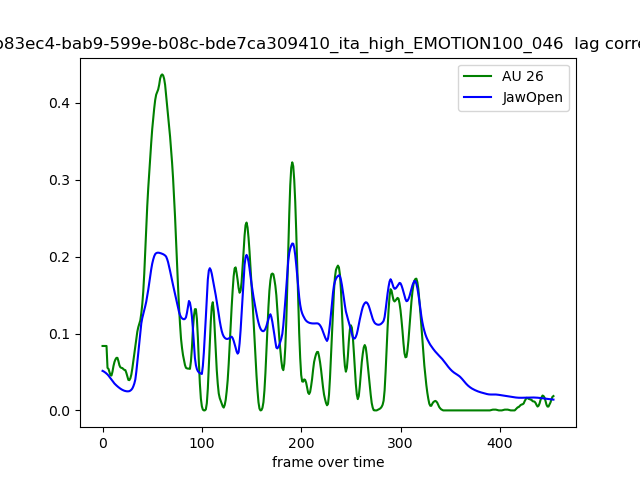 b83ec4-bab9-599e-b08c-bde7ca309410_ita_high_EMOTION100_046 lag corre
AU 26
JawOpen
0.4
0.3
0.2
0.1
0.0
0 100 200 300 400
frame over time